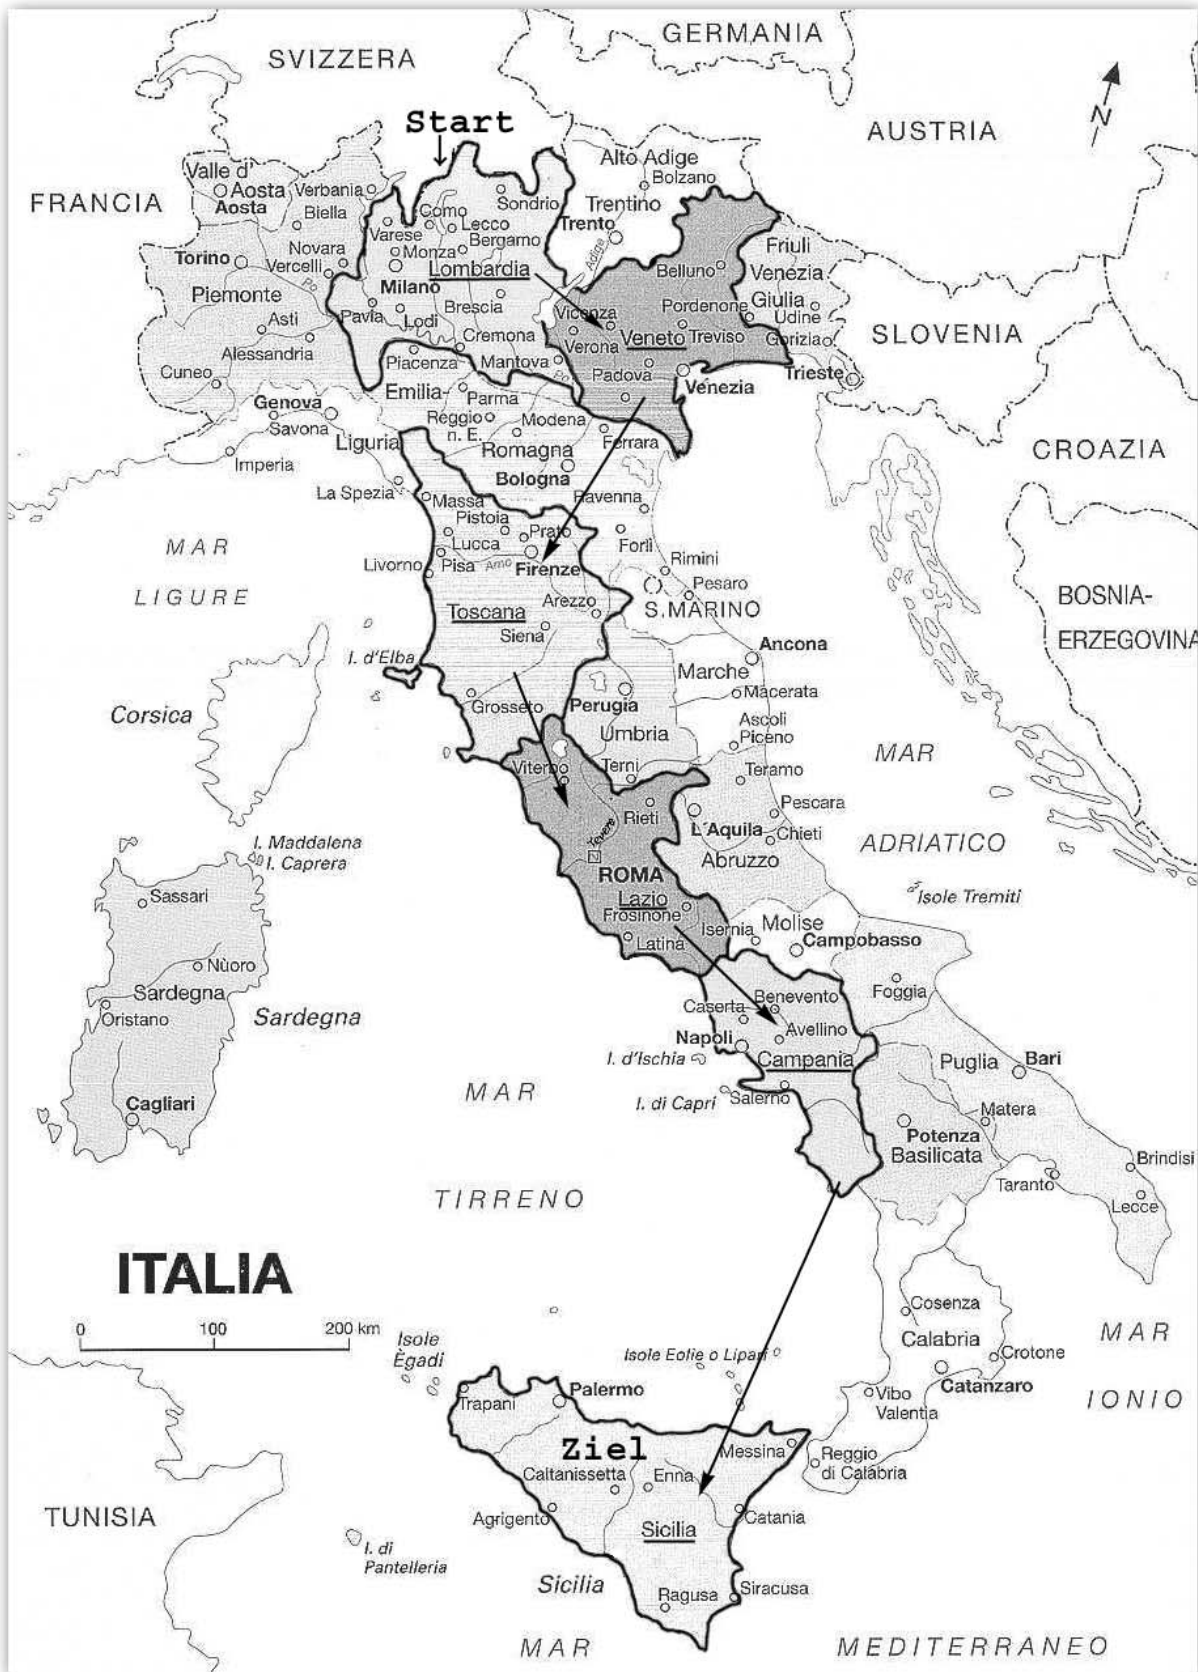 GERMANIA
SVIZZERA
Start
AUSTRIA
N
FRANCIA
Valle d'
Aosta
Aosta
Verbania
Biella
Alto Adige
Bolzano
Trentino
Trento
Adige
Sondrio
Como
Lecco
Varese
Bergamo
Monza
Lombardia
Milano
Novara
Vercelli
Torino
Po
Piemonte
Asti
Alessandria
Cuneo
Pavia
Lodi
Brescia
Cremona
Mantova
Po
Piacenza
Friuli
Venezia
Giulia
Belluno
Pordenone
Udine
Gorizia
Trieste
Vicenza
Verona
Veneto
Treviso
Padova
Venezia
SLOVENIA
CROAZIA
Genova
Savona
Imperia
Liguria
La Spezia
Emilia-
Parma
Reggio
n. E.
Modena
Romagna
Bologna
Ferrara
Ravenna
Forlì
Rimini
Pesaro
S.MARINO
MAR
LIGURE
Massa
Pistoia
Prato
Lucca
Livorno
Pisa
Arno
Firenze
Toscana
Arezzo
Siena
I. d'Elba
Grosseto
BOSNIA-
ERZEGOVINA
Ancona
Marche
Macerata
Perugia
Umbria
Ascoli
Piceno
Terni
Teramo
Corsica
Viterbo
Rieti
Tevere
ROMA
Lazio
Frosinone
Latina
Pescara
L'Aquila
Chieti
Abruzzo
MAR
ADRIATICO
Isole Tremiti
I. Maddalena
I. Caprera
Sassari
Nùoro
Sardegna
Oristano
Sardegna
Cagliari
Isernia
Molise
Campobasso
Foggia
Benevento
Caserta
Avellino
Napoli
Campania
I. d'Ischia
I. di Capri
Salerno
Puglia
Bari
Matera
Potenza
Basilicata
Taranto
Brindisi
Lecce
MAR
TIRRENO
ITALIA
0 100 200 km
Cosenza
Calabria
Crotone
Catanzaro
Vibo
Valentia
Reggio
di Calabria
MAR
IONIO
Isole
Ègadi
Isole Eolie o Lipari
Trapani
Palermo
Ziel
Messina
Caltanissetta
Enna
Agrigento
Catania
Sicilia
Sicilia
Ragusa
Siracusa
TUNISIA
I. di
Pantelleria
MAR MEDITERRANEO